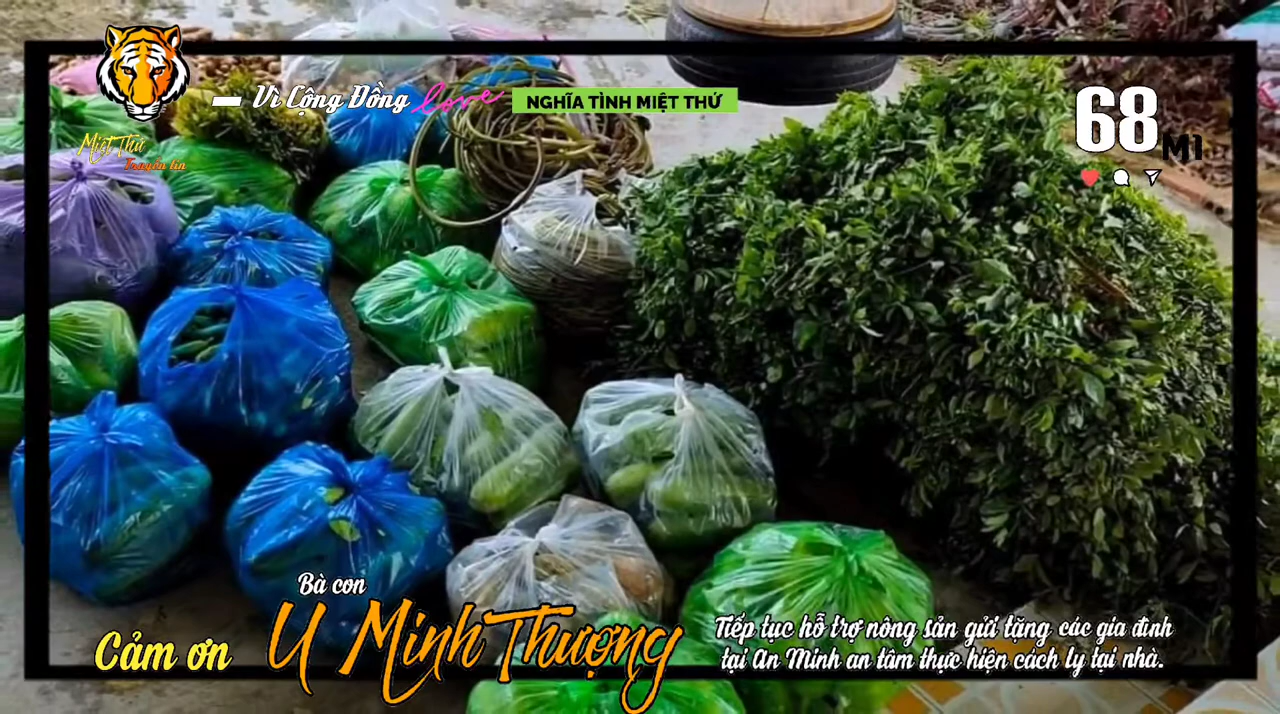 Vì Cộng Đồng love NGHĨA TÌNH MIỆT THỨ
68
M1
Miệt Thứ
Truyền tin
Bà con
Cảm ơn U Minh Thượng
Tiếp tục hỗ trợ nông sản gửi tặng các gia đình
tại An Minh an tâm thực hiện cách ly tại nhà.